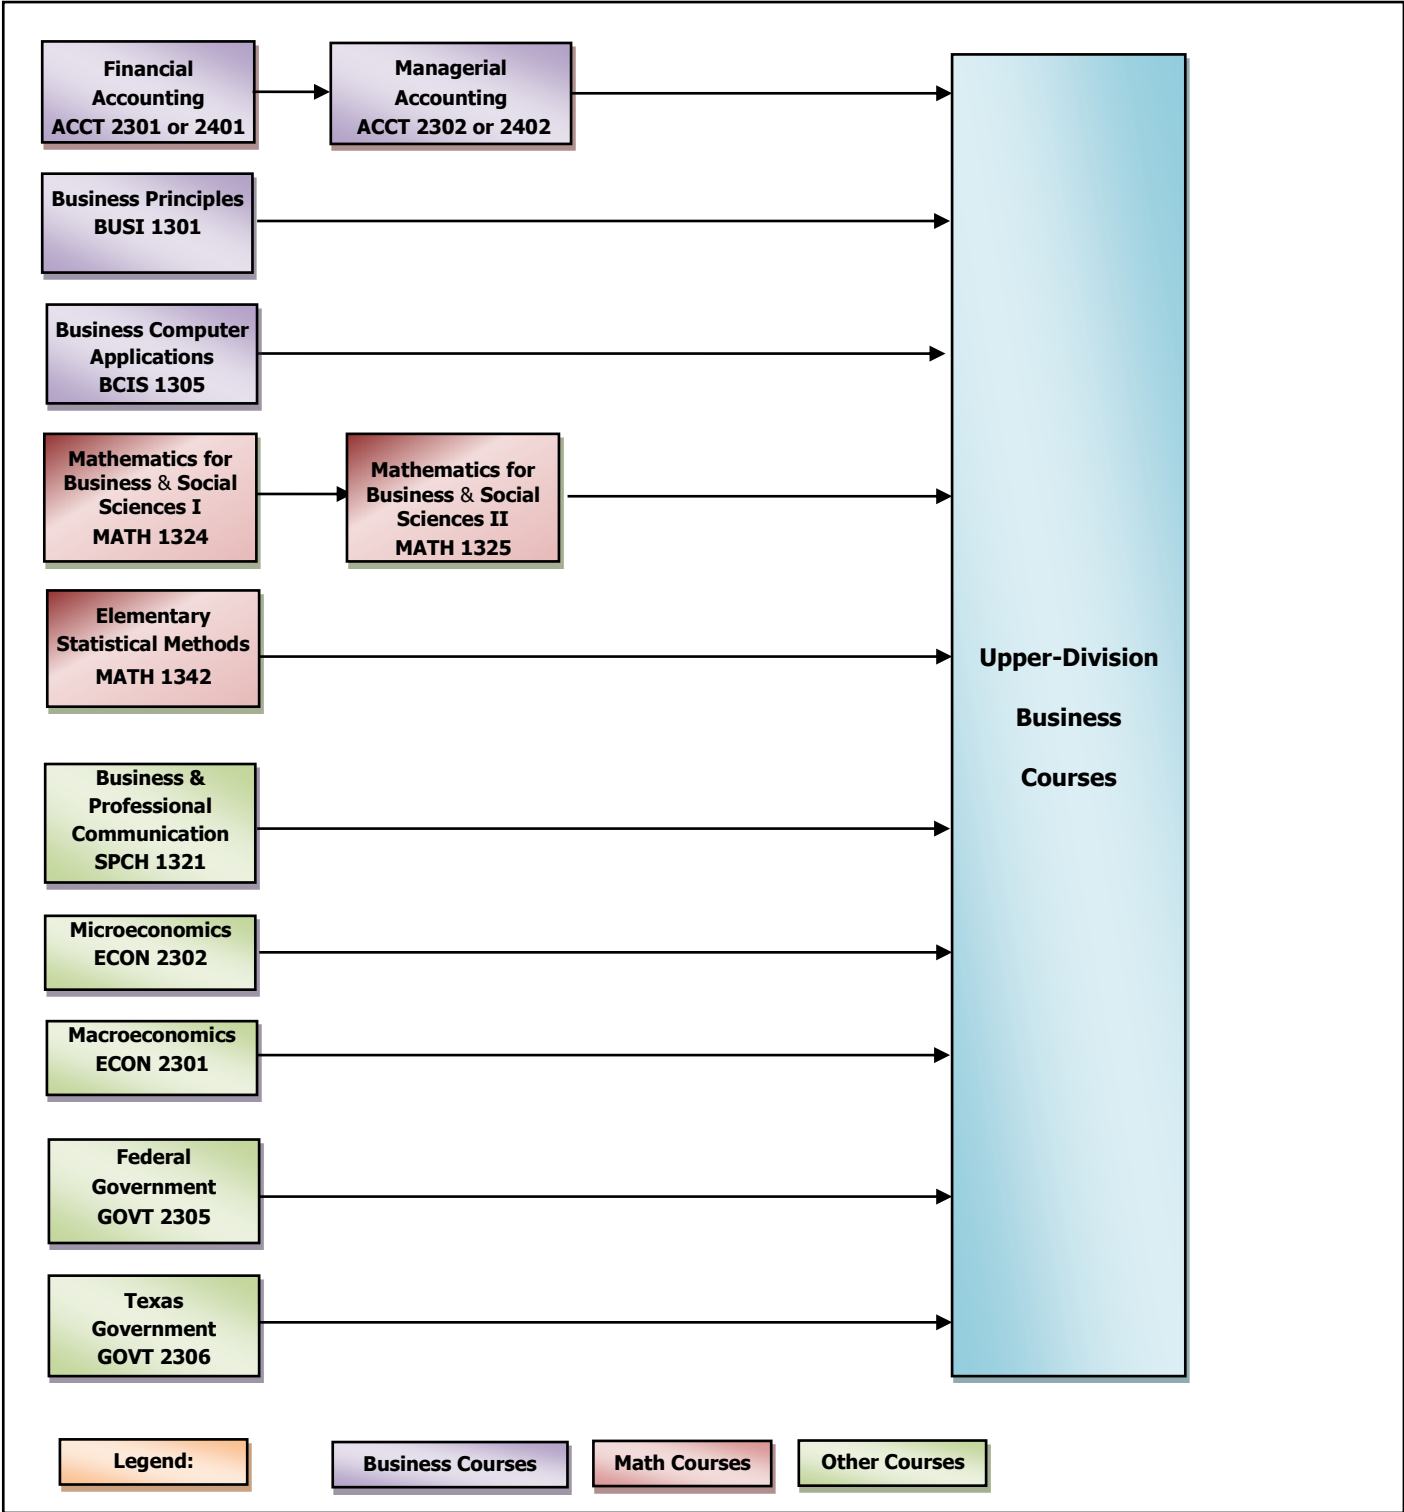 Financial
Accounting
ACCT 2301 or 2401
Managerial
Accounting
ACCT 2302 or 2402
Business Principles
BUSI 1301
Business Computer
Applications
BCIS 1305
Mathematics for
Business & Social
Sciences I
MATH 1324
Mathematics for
Business & Social
Sciences II
MATH 1325
Elementary
Statistical Methods
MATH 1342
Upper-Division
Business
Courses
Business &
Professional
Communication
SPCH 1321
Microeconomics
ECON 2302
Macroeconomics
ECON 2301
Federal
Government
GOVT 2305
Texas
Government
GOVT 2306
Legend:
Business Courses
Math Courses
Other Courses